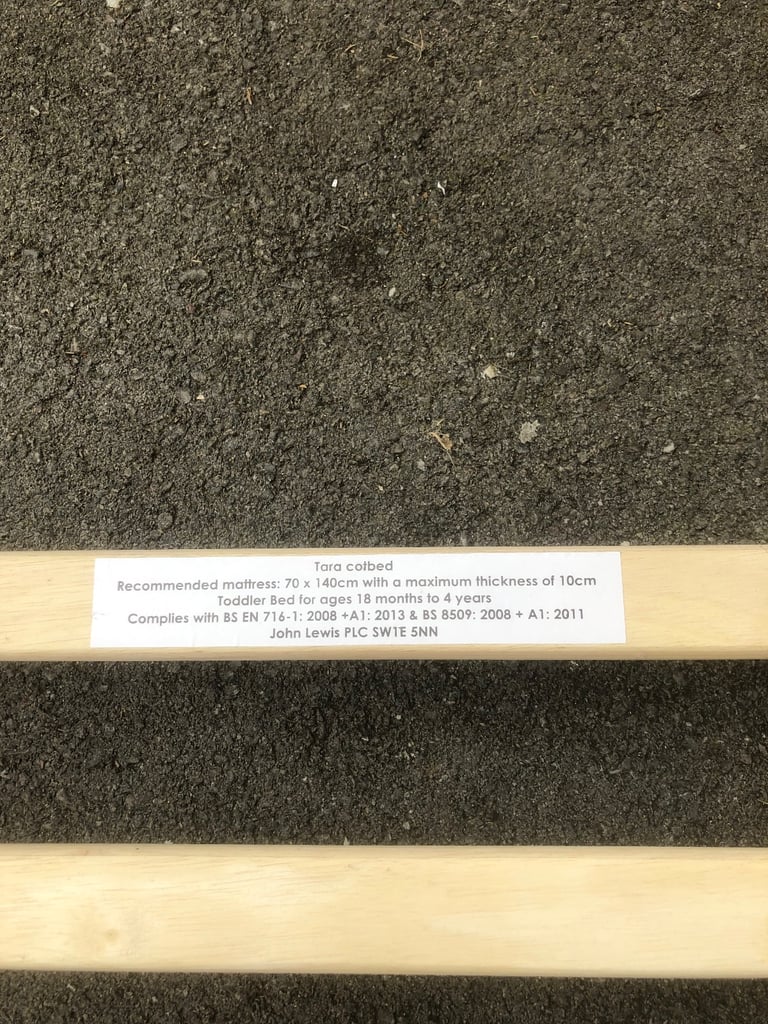 Tara cotbed
Recommended mattress: 70 x 140cm with a maximum thickness of 10cm
Toddler Bed for ages 18 months to 4 years
Complies with BS EN 716-1: 2008 +A1: 2013 & BS 8509: 2008 + A1: 2011
John Lewis PLC SW1E 5NN